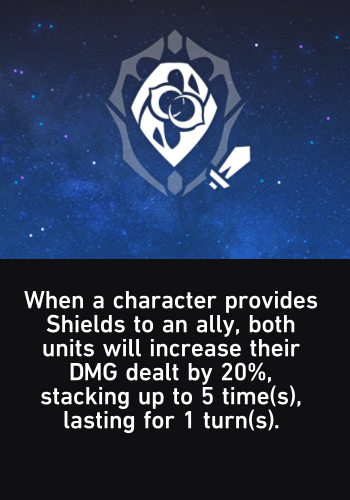 When a character provides
Shields to an ally, both
units will increase their
DMG dealt by 20%,
stacking up to 5 time(s),
lasting for 1 turn(s).